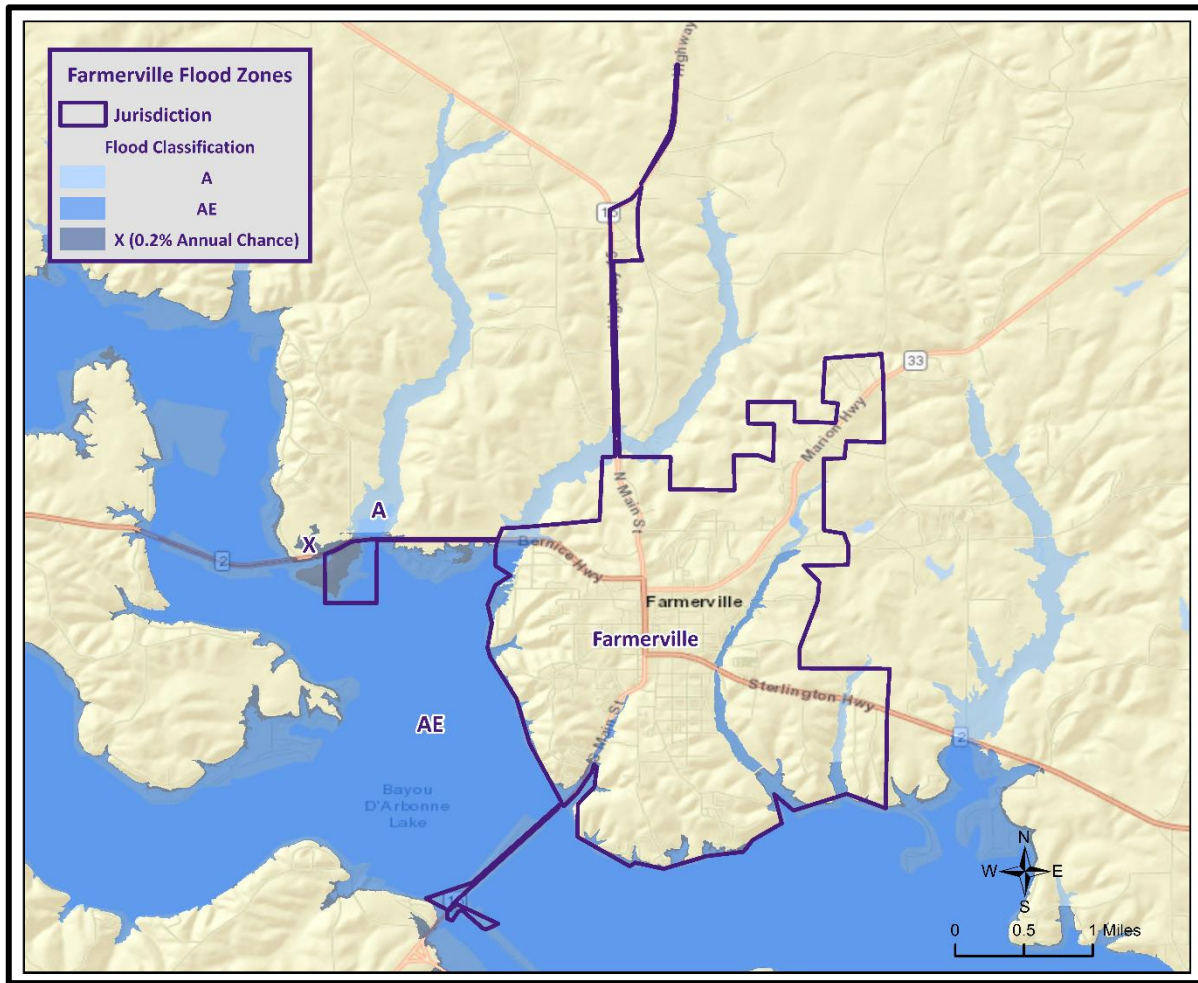 Farmerville Flood Zones
Jurisdiction
Flood Classification
A
AE
X (0.2% Annual Chance)
Highway
33
Marion Hwy
N Main St
A
X
2
Bernice Hwy
Farmerville
Farmerville
Sterlington Hwy
2
S Main St
AE
Bayou
D'Arbonne
Lake
N
W
E
S
0
0.5
1 Miles